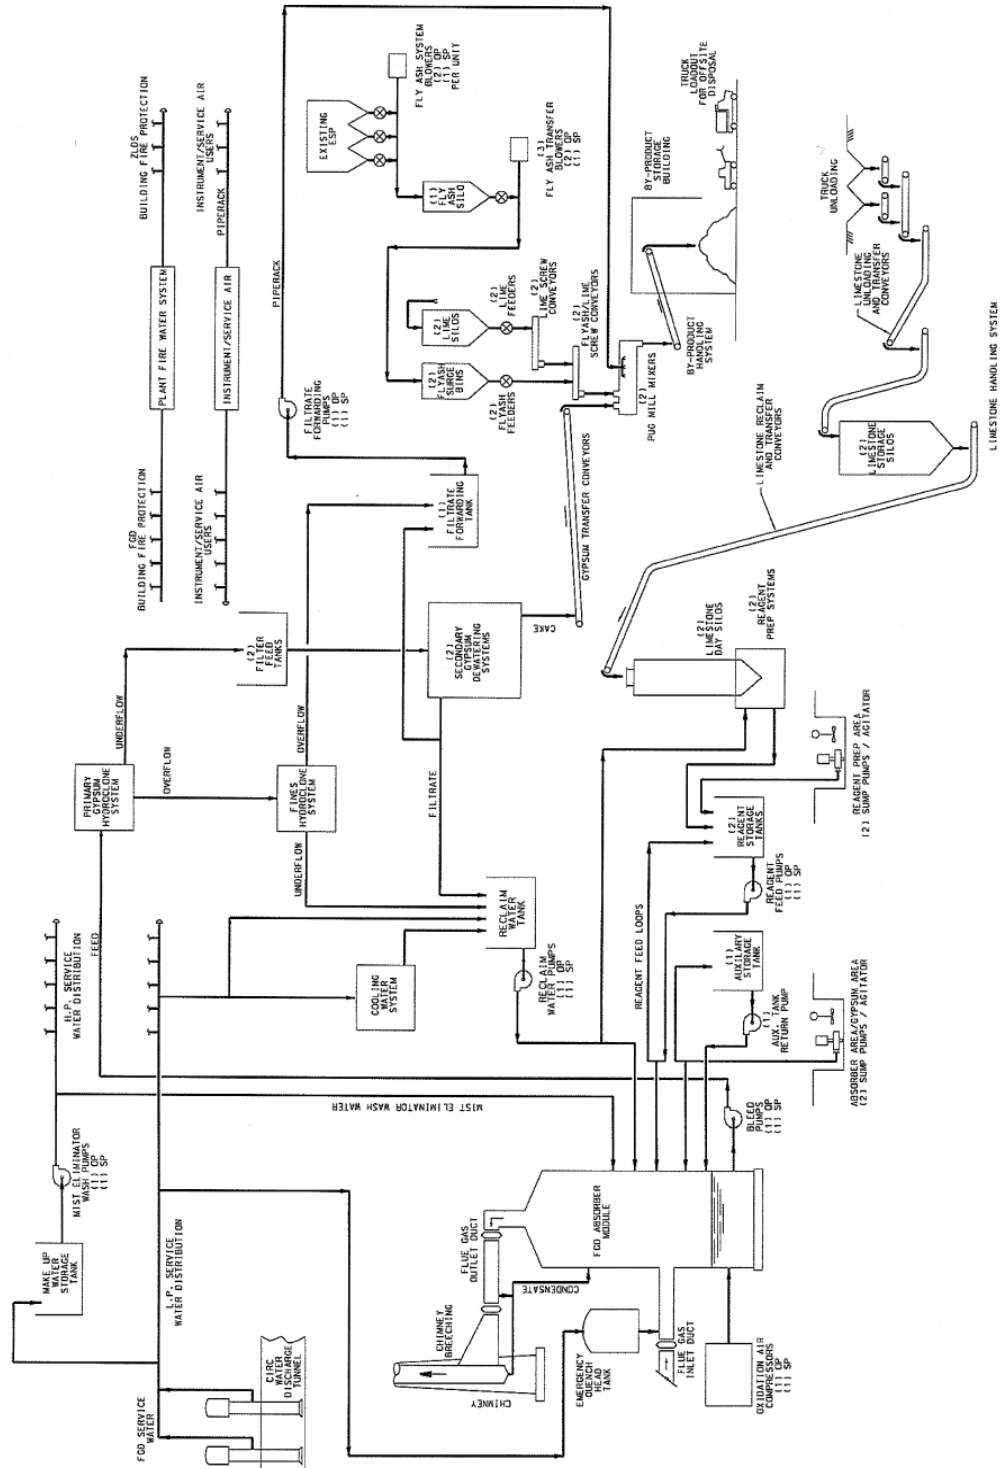 ZLDS
BUILDING FIRE PROTECTION
PLANT FIRE WATER SYSTEM
FGD
BUILDING FIRE PROTECTION
INSTRUMENT/SERVICE AIR
USERS
PIPERACK
INSTRUMENT/SERVICE AIR
INSTRUMENT/SERVICE AIR
USERS
PIPERACK
EXISTING
ESP
FLY ASH SYSTEM
BLOWERS
(2) OP
(1) SP
PER UNIT
(1)
FLY
ASH
SILO
(3)
FLY ASH TRANSFER
BLOWERS
(2) OP
(1) SP
(2)
LIME
SILOS
(2)
LIME
FEEDERS
(2)
LIME SCREW
CONVEYORS
(2)
FLYASH
SURGE
BINS
(2)
FLYASH
FEEDERS
(2)
FLYASH/LIME
SCREW CONVEYORS
(2)
PUG MILL MIXERS
BY-PRODUCT
HANDLING
SYSTEM
BY-PRODUCT
STORAGE
BUILDING
TRUCK
LOADOUT
FOR OFFSITE
DISPOSAL
TRUCK
UNLOADING
LIMESTONE
UNLOADING
AND TRANSFER
CONVEYORS
(2)
LIMESTONE
STORAGE
SILOS
LIMESTONE RECLAIM
AND TRANSFER
CONVEYORS
LIMESTONE HANDLING SYSTEM
FILTRATE
FORWARDING
PUMPS
(1) OP
(1) SP
(1)
FILTRATE
FORWARDING
TANK
GYPSUM TRANSFER CONVEYORS
CAKE
(2)
SECONDARY
GYPSUM
DEWATERING
SYSTEMS
(2)
FILTER
FEED
TANKS
UNDERFLOW
PRIMARY
GYPSUM
HYDROCLONE
SYSTEM
OVERFLOW
FINES
HYDROCLONE
SYSTEM
OVERFLOW
UNDERFLOW
FILTRATE
RECLAIM
WATER
TANK
RECLAIM
WATER PUMPS
(1) OP
(1) SP
COOLING
WATER
SYSTEM
FEED
H.P. SERVICE
WATER DISTRIBUTION
MIST ELIMINATOR
WASH PUMPS
(1) OP
(1) SP
MAKE UP
WATER
STORAGE
TANK
L.P. SERVICE
WATER DISTRIBUTION
FGD SERVICE
WATER
CIRC
WATER
DISCHARGE
TUNNEL
MIST ELIMINATOR WASH WATER
(2)
LIMESTONE
DAY SILOS
(2)
REAGENT
PREP SYSTEMS
REAGENT PREP AREA
(2) SUMP PUMPS / AGITATOR
(2)
REAGENT
STORAGE
TANKS
REAGENT
FEED PUMPS
(1) OP
(1) SP
REAGENT FEED LOOPS
(1)
AUXILARY
STORAGE
TANK
(1)
AUX. TANK
RETURN PUMP
ABSORBER AREA/GYPSUM AREA
(2) SUMP PUMPS / AGITATOR
BLEED
PUMPS
(1) OP
(1) SP
FGD ABSORBER
MODULE
FLUE GAS
OUTLET DUCT
CONDENSATE
CHIMNEY
BREECHING
CHIMNEY
EMERGENCY
QUENCH
HEAD
TANK
FLUE GAS
INLET DUCT
OXIDATION AIR
COMPRESSORS
(1) OP
(1) SP